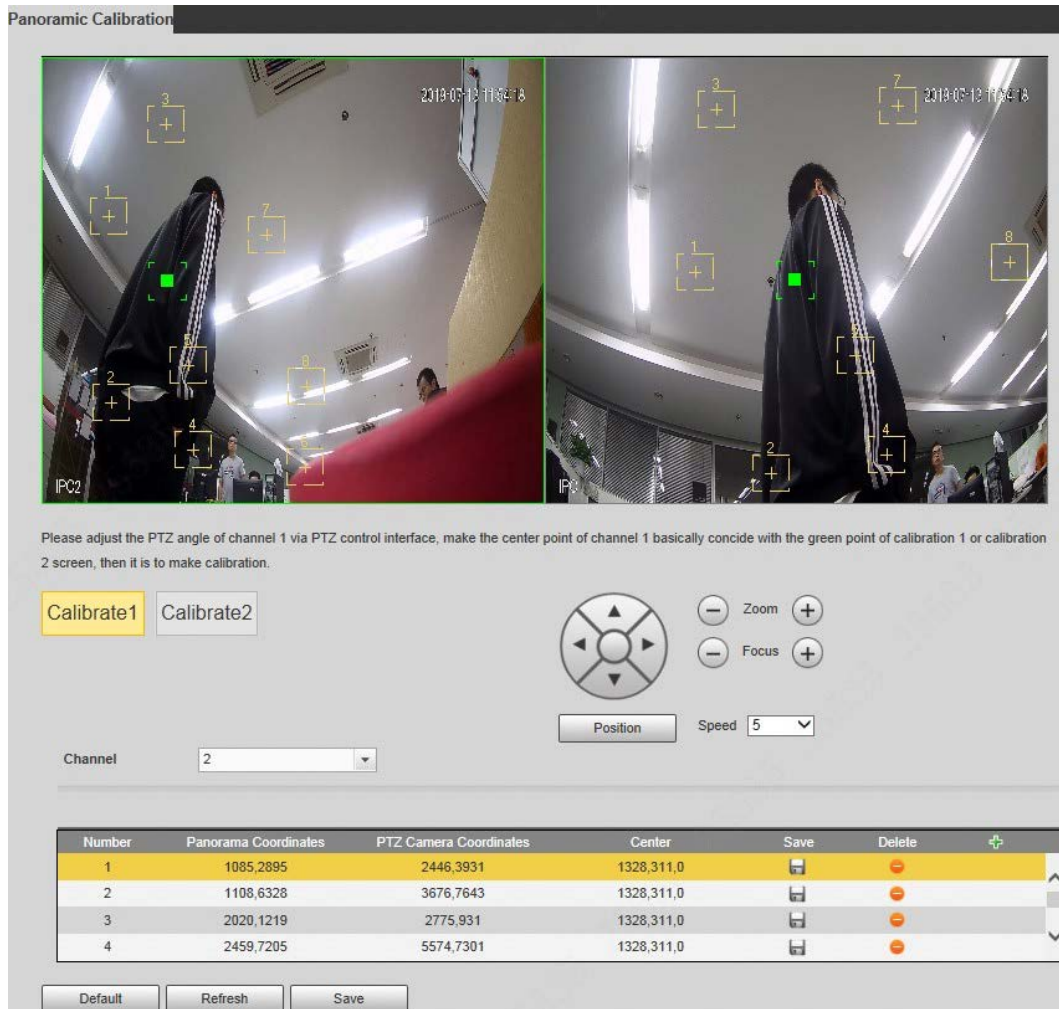 Panoramic Calibration
2019-07-13 11:54:18
3
1
7
5
8
2
4
6
IPC2
2019-07-13 11:54:18
3
7
1
8
5
2
4
IPC
Please adjust the PTZ angle of channel 1 via PTZ control interface, make the center point of channel 1 basically concide with the green point of calibration 1 or calibration
2 screen, then it is to make calibration.
Calibrate1 Calibrate2
Zoom
Focus
Position Speed 5
Channel 2
Number Panorama Coordinates PTZ Camera Coordinates Center Save Delete
1 1085,2895 2446,3931 1328,311,0
2 1108,6328 3676,7643 1328,311,0
3 2020,1219 2775,931 1328,311,0
4 2459,7205 5574,7301 1328,311,0
Default Refresh Save